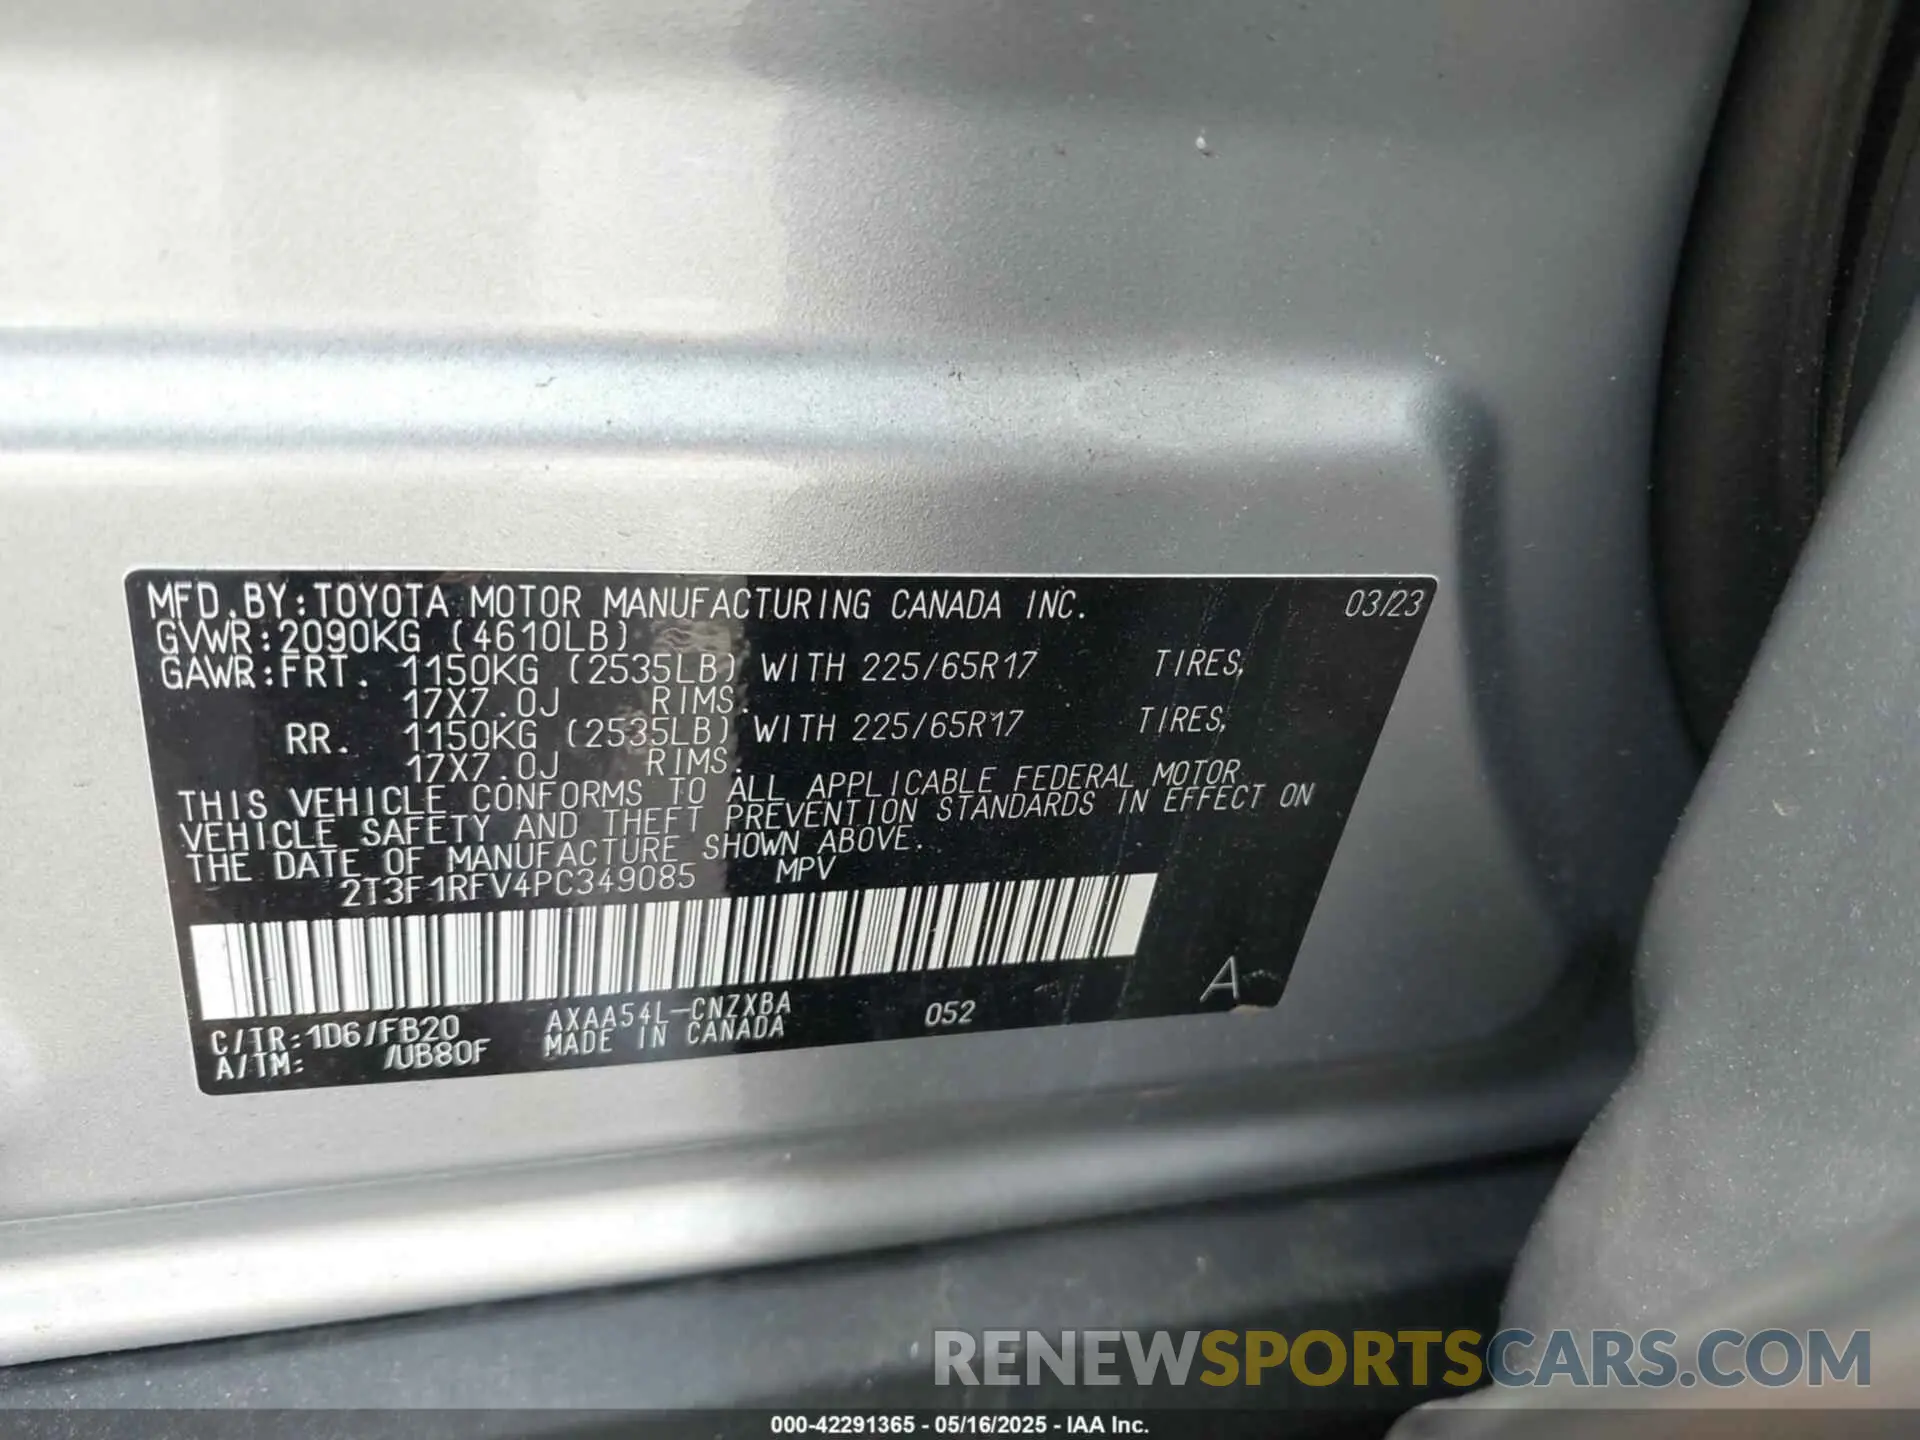 MFD.BY:TOYOTA MOTOR MANUFACTURING CANADA INC. 03/23
GVWR:2090KG (4610LB)
GAWR:FRT. 1150KG (2535LB) WITH 225/65R17 TIRES,
17X7.0J RIMS.
RR. 1150KG (2535LB) WITH 225/65R17 TIRES,
17X7.0J RIMS.
THIS VEHICLE CONFORMS TO ALL APPLICABLE FEDERAL MOTOR
VEHICLE SAFETY AND THEFT PREVENTION STANDARDS IN EFFECT ON
THE DATE OF MANUFACTURE SHOWN ABOVE.
2T3F1RFV4PC349085 MPV
A
C/TR:1D6/FB20 AXAA54L-CNZXBA 052
A/TM: /UB80F MADE IN CANADA
RENEWSPORTSCARS.COM
000-42291365 - 05/16/2025 - IAA Inc.